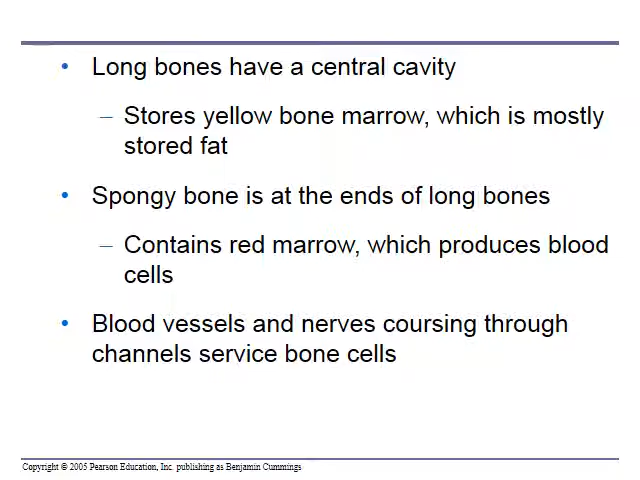 • Long bones have a central cavity
– Stores yellow bone marrow, which is mostly
stored fat
• Spongy bone is at the ends of long bones
– Contains red marrow, which produces blood
cells
• Blood vessels and nerves coursing through
channels service bone cells
Copyright © 2005 Pearson Education, Inc. publishing as Benjamin Cummings